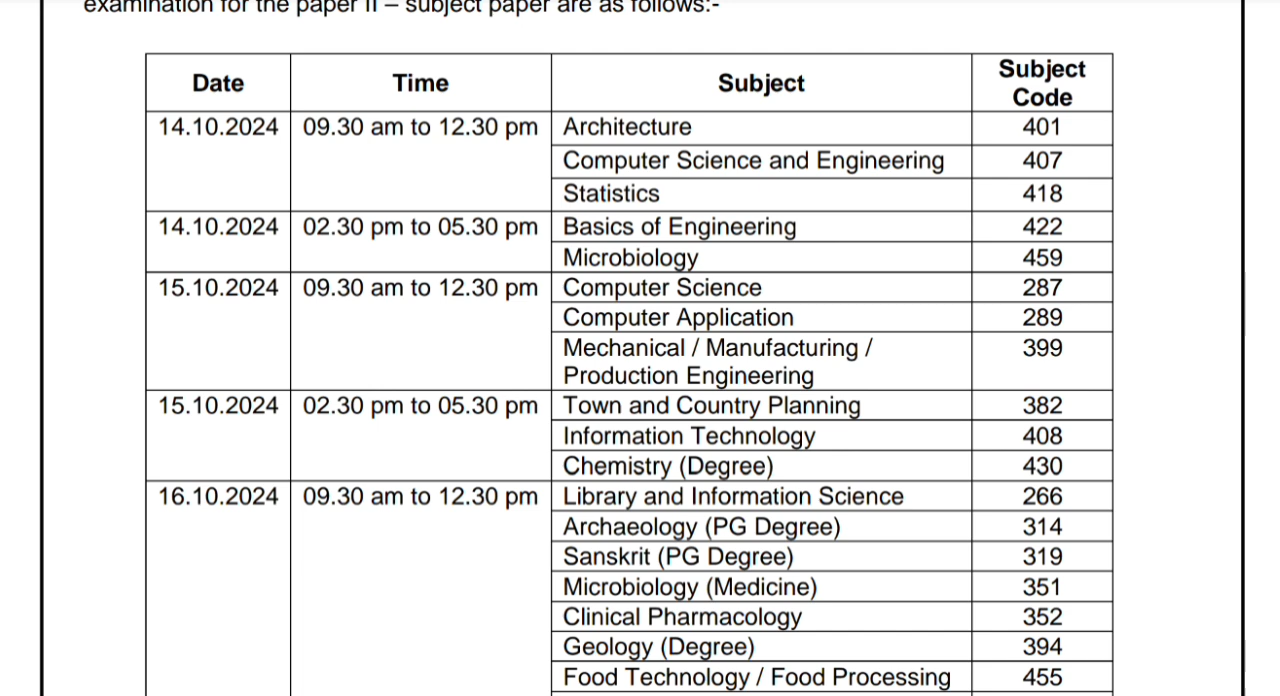 examination for the paper II – subject paper are as follows:-
Date Time Subject Subject Code
14.10.2024 09.30 am to 12.30 pm Architecture 401
Computer Science and Engineering 407
Statistics 418
14.10.2024 02.30 pm to 05.30 pm Basics of Engineering 422
Microbiology 459
15.10.2024 09.30 am to 12.30 pm Computer Science 287
Computer Application 289
Mechanical / Manufacturing / 399
Production Engineering
15.10.2024 02.30 pm to 05.30 pm Town and Country Planning 382
Information Technology 408
Chemistry (Degree) 430
16.10.2024 09.30 am to 12.30 pm Library and Information Science 266
Archaeology (PG Degree) 314
Sanskrit (PG Degree) 319
Microbiology (Medicine) 351
Clinical Pharmacology 352
Geology (Degree) 394
Food Technology / Food Processing 455